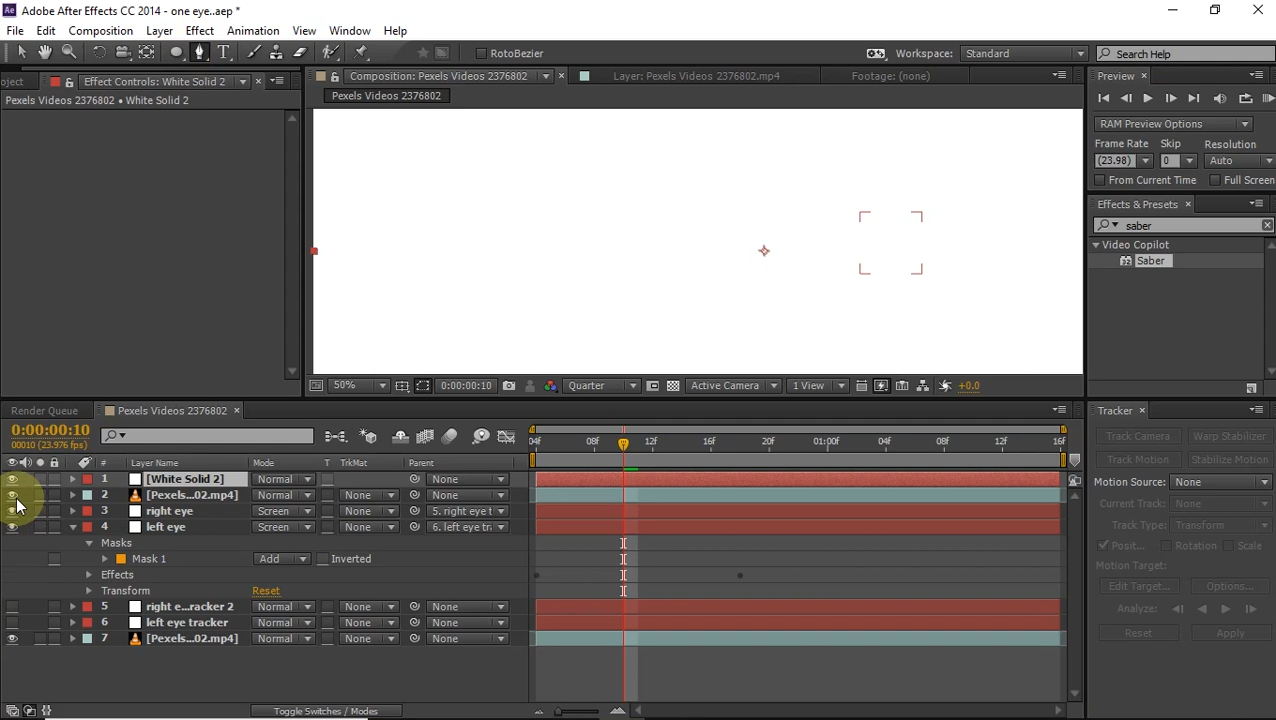 Adobe After Effects CC 2014 - one eye..aep *
File Edit Composition Layer Effect Animation View Window Help
RotoBezier Workspace: Standard Search Help
oject Effect Controls: White Solid 2 Composition: Pexels Videos 2376802 Layer: Pexels Videos 2376802.mp4 Footage: (none) Preview
Pexels Videos 2376802 • White Solid 2 Pexels Videos 2376802
RAM Preview Options
Frame Rate Skip Resolution
(23.98) 0 Auto
From Current Time Full Screen
Effects & Presets
saber
Video Copilot
Saber
50% 0:00:00:10 Quarter Active Camera 1 View +0.0
Render Queue Pexels Videos 2376802 Tracker
0:00:00:10
00010 (23.976 fps)
Track Camera Warp Stabilizer
04f 08f 12f 16f 20f 01:00f 04f 08f 12f 16f
Track Motion Stabilize Motion
# Layer Name Mode T TrkMat Parent
1 [White Solid 2] Normal None
2 [Pexels...02.mp4] Normal None None
3 right eye Screen None 5. right eye t
4 left eye Screen None 6. left eye tr
Masks
Mask 1 Add Inverted
Effects
Transform Reset
5 right e...racker 2 Normal None None
6 left eye tracker Normal None None
7 [Pexels...02.mp4] Normal None None
Motion Source: None
Current Track: None
Track Type: Transform
Posit... Rotation Scale
Motion Target:
Edit Target... Options...
Analyze:
Reset Apply
Toggle Switches / Modes